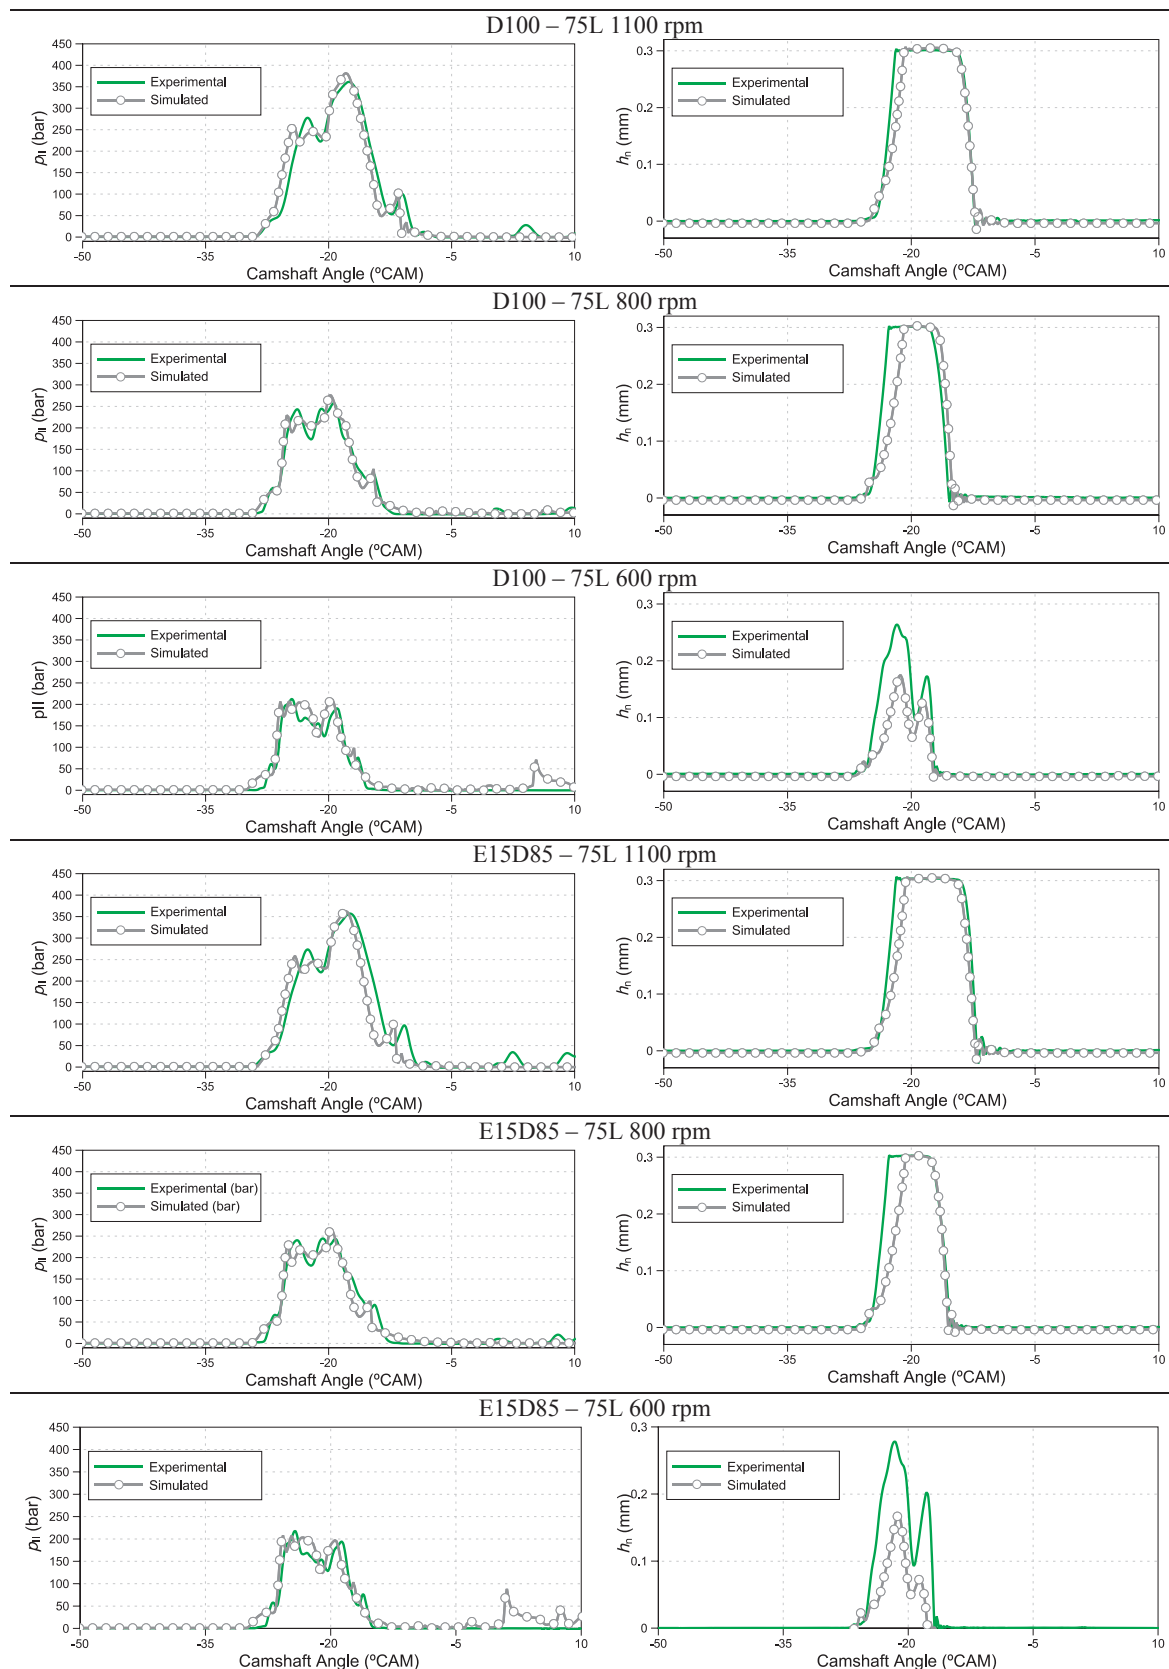 D100 – 75L 1100 rpm
450
400
350
300
250
200
150
100
50
0
pII (bar)
Experimental
Simulated
-50
-35
-20
-5
10
Camshaft Angle (ºCAM)
0.3
0.2
0.1
0
hn (mm)
Experimental
Simulated
-50
-35
-20
-5
10
Camshaft Angle (ºCAM)
D100 – 75L 800 rpm
450
400
350
300
250
200
150
100
50
0
pII (bar)
Experimental
Simulated
-50
-35
-20
-5
10
Camshaft Angle (ºCAM)
0.3
0.2
0.1
0
hn (mm)
Experimental
Simulated
-50
-35
-20
-5
10
Camshaft Angle (ºCAM)
D100 – 75L 600 rpm
450
400
350
300
250
200
150
100
50
0
pII (bar)
Experimental
Simulated
-50
-35
-20
-5
10
Camshaft Angle (ºCAM)
0.3
0.2
0.1
0
hn (mm)
Experimental
Simulated
-50
-35
-20
-5
10
Camshaft Angle (ºCAM)
E15D85 – 75L 1100 rpm
450
400
350
300
250
200
150
100
50
0
pII (bar)
Experimental
Simulated
-50
-35
-20
-5
10
Camshaft Angle (ºCAM)
0.3
0.2
0.1
0
hn (mm)
Experimental
Simulated
-50
-35
-20
-5
10
Camshaft Angle (ºCAM)
E15D85 – 75L 800 rpm
450
400
350
300
250
200
150
100
50
0
pII (bar)
Experimental (bar)
Simulated (bar)
-50
-35
-20
-5
10
Camshaft Angle (ºCAM)
0.3
0.2
0.1
0
hn (mm)
Experimental
Simulated
-50
-35
-20
-5
10
Camshaft Angle (ºCAM)
E15D85 – 75L 600 rpm
450
400
350
300
250
200
150
100
50
0
pII (bar)
Experimental
Simulated
-50
-35
-20
-5
10
Camshaft Angle (ºCAM)
0.3
0.2
0.1
0
hn (mm)
Experimental
Simulated
-50
-35
-20
-5
10
Camshaft Angle (ºCAM)